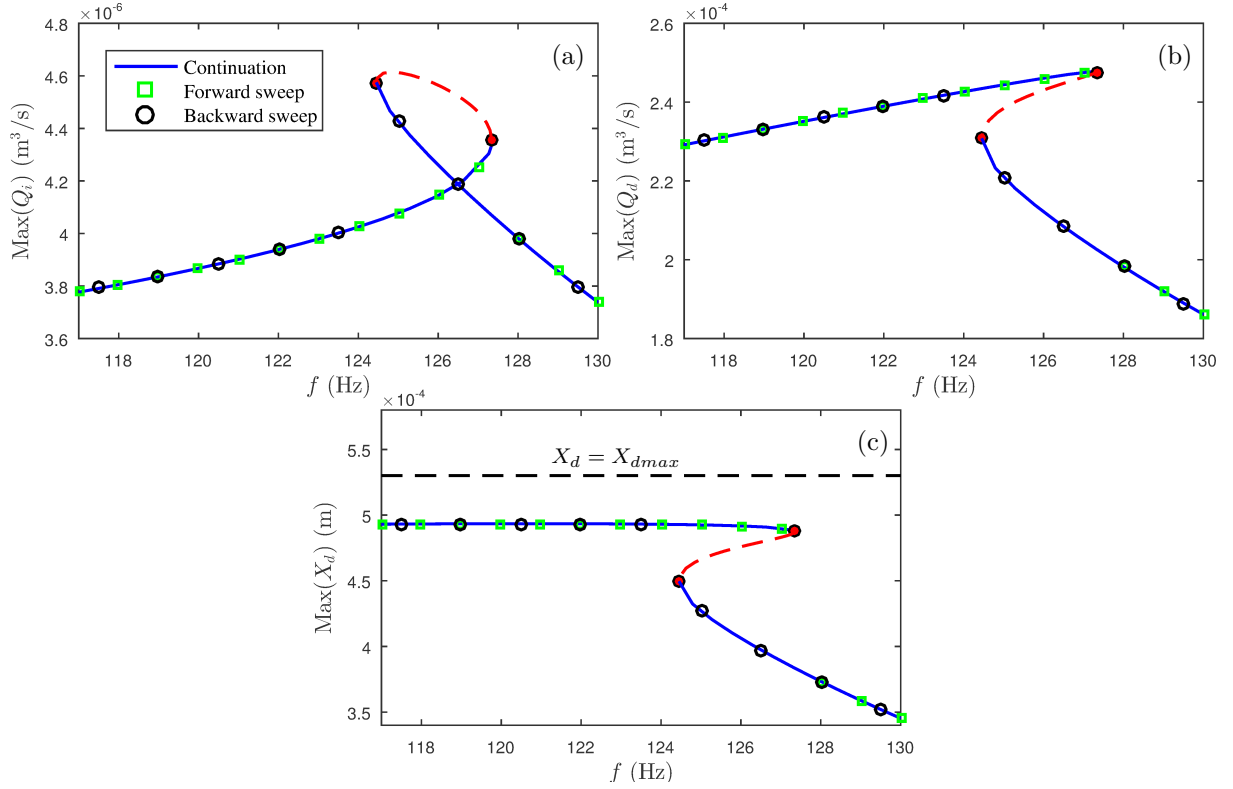 ×10⁻⁶
4.8
4.6
4.4
4.2
4
3.8
3.6
Max(Qᵢ) (m³/s)
(a)
Continuation
Forward sweep
Backward sweep
118 120 122 124 126 128 130
f (Hz)
×10⁻⁴
2.6
2.4
2.2
2
1.8
Max(Q_d) (m³/s)
(b)
118 120 122 124 126 128 130
f (Hz)
×10⁻⁴
5.5
5
4.5
4
3.5
Max(X_d) (m)
(c)
X_d = X_dmax
118 120 122 124 126 128 130
f (Hz)